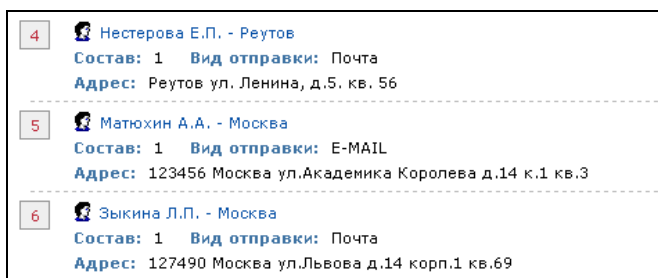 4 Нестерова Е.П. - Реутов
Состав: 1 Вид отправки: Почта
Адрес: Реутов ул. Ленина, д.5. кв. 56
5 Матюхин А.А. - Москва
Состав: 1 Вид отправки: E-MAIL
Адрес: 123456 Москва ул.Академика Королева д.14 к.1 кв.3
6 Зыкина Л.П. - Москва
Состав: 1 Вид отправки: Почта
Адрес: 127490 Москва ул.Львова д.14 корп.1 кв.69